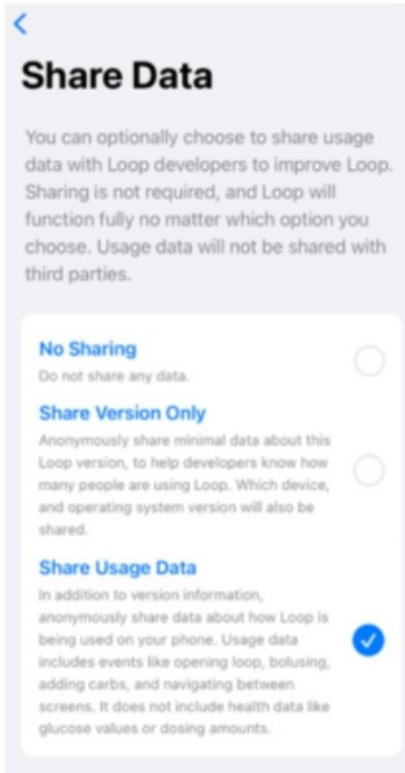 Share Data
You can optionally choose to share usage
data with Loop developers to improve Loop.
Sharing is not required, and Loop will
function fully no matter which option you
choose. Usage data will not be shared with
third parties.
No Sharing
Do not share any data.
Share Version Only
Anonymously share minimal data about this
Loop version, to help developers know how
many people are using Loop. Which device,
and operating system version will also be
shared.
Share Usage Data
In addition to version information,
anonymously share data about how Loop is
being used on your phone. Usage data
includes events like opening loop, bolusing,
adding carbs, and navigating between
screens. It does not include health data like
glucose values or dosing amounts.